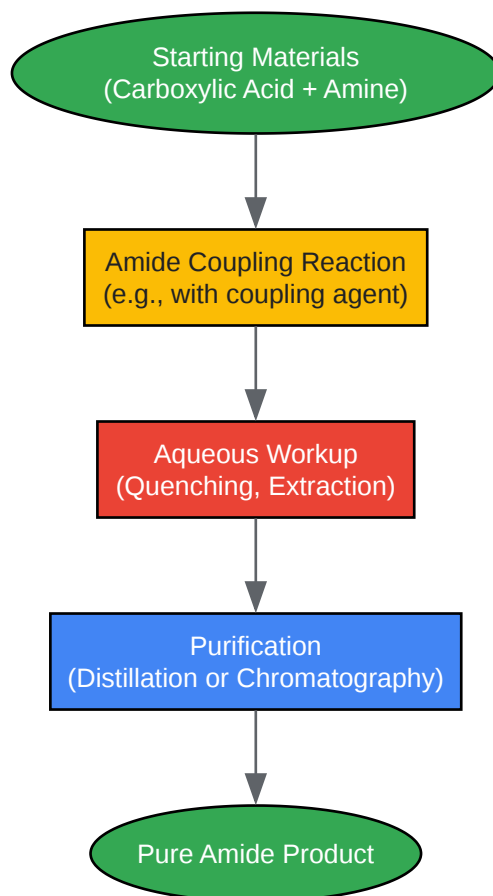 Starting Materials
(Carboxylic Acid + Amine)
Amide Coupling Reaction
(e.g., with coupling agent)
Aqueous Workup
(Quenching, Extraction)
Purification
(Distillation or Chromatography)
Pure Amide Product